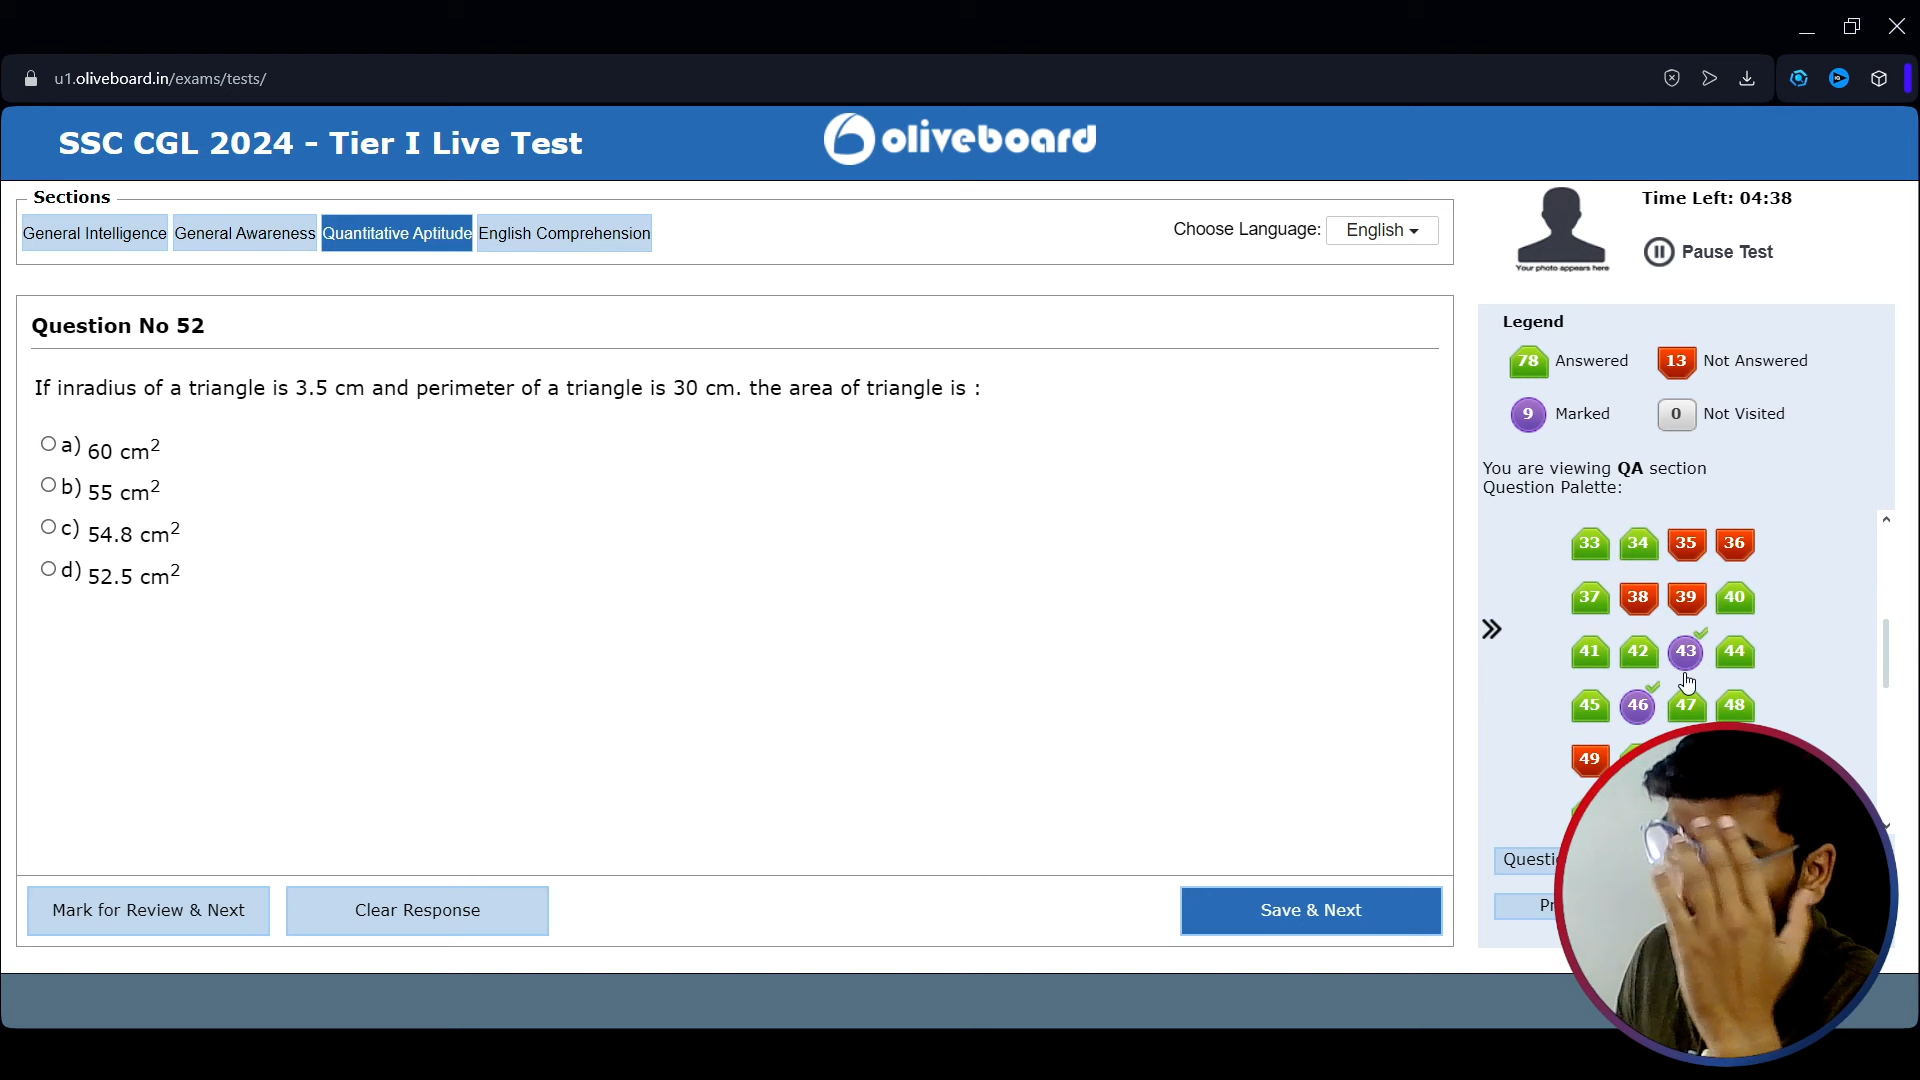 u1.oliveboard.in/exams/tests/
SSC CGL 2024 - Tier I Live Test
oliveboard
Sections
General Intelligence General Awareness Quantitative Aptitude English Comprehension
Choose Language: English
Your photo appears here
Time Left: 04:38
Pause Test
Question No 52
If inradius of a triangle is 3.5 cm and perimeter of a triangle is 30 cm. the area of triangle is :
a) 60 cm²
b) 55 cm²
c) 54.8 cm²
d) 52.5 cm²
Mark for Review & Next
Clear Response
Save & Next
Legend
78 Answered 13 Not Answered
9 Marked 0 Not Visited
You are viewing QA section
Question Palette:
33 34 35 36
37 38 39 40
41 42 43 44
45 46 47 48
49